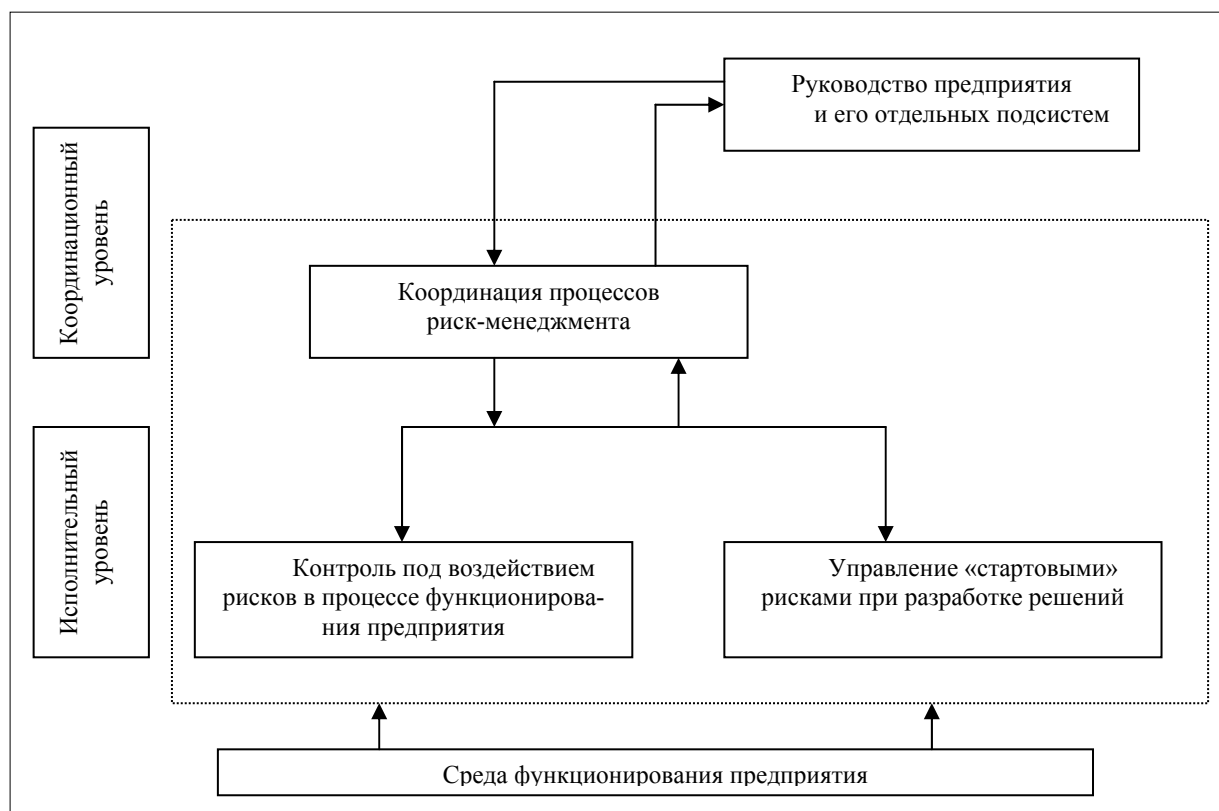 Руководство предприятия
и его отдельных подсистем
Координационный
уровень
Координация процессов
риск-менеджмента
Исполнительный
уровень
Контроль под воздействием
рисков в процессе функционирова-
ния предприятия
Управление «стартовыми»
рисками при разработке решений
Среда функционирования предприятия